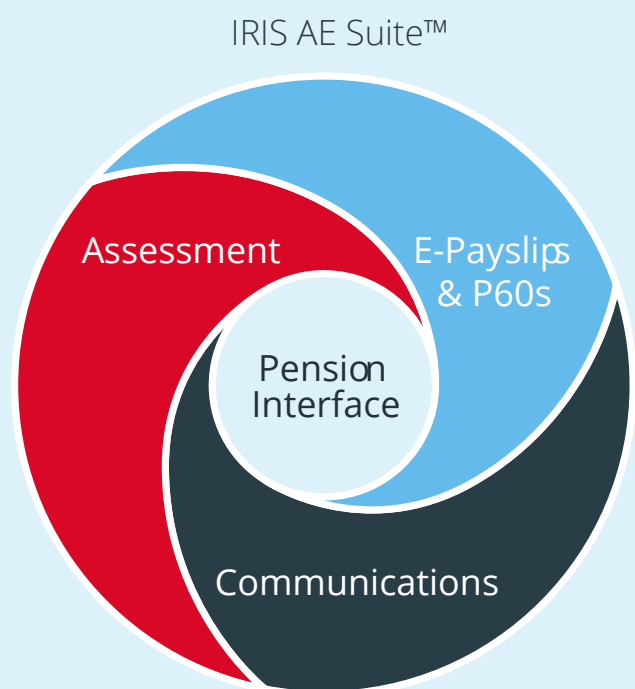 IRIS AE Suite™
Assessment
E-Payslips
& P60s
Pension
Interface
Communications